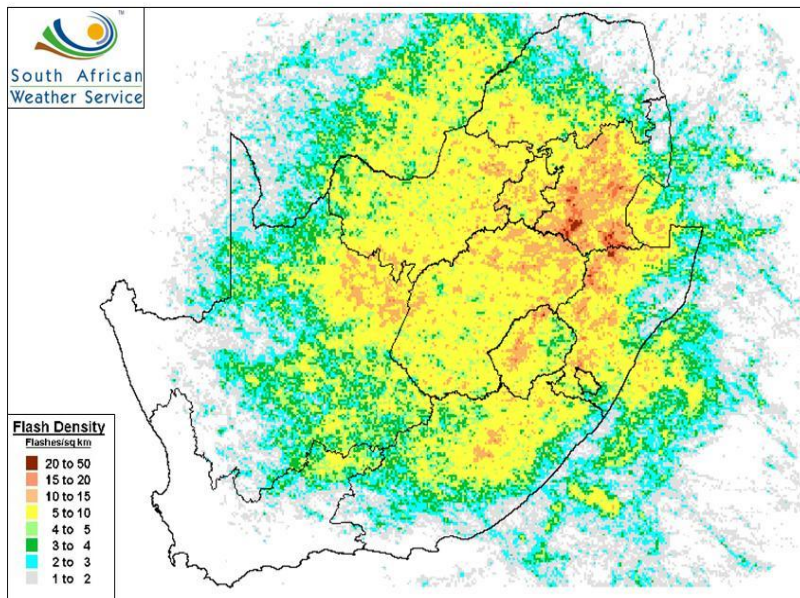 TM
South African
Weather Service
Flash Density
Flashes/sq km
20 to 50
15 to 20
10 to 15
5 to 10
4 to 5
3 to 4
2 to 3
1 to 2